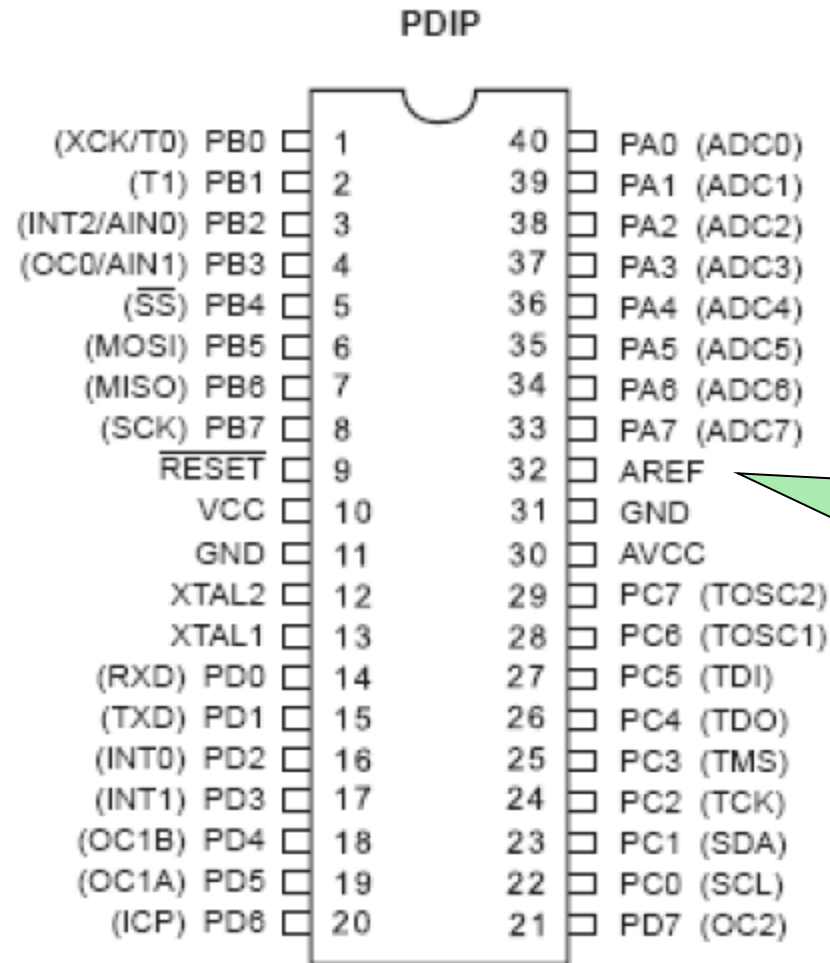 PDIP
(XCK/T0) PB0 1 40 PA0 (ADC0)
(T1) PB1 2 39 PA1 (ADC1)
(INT2/AIN0) PB2 3 38 PA2 (ADC2)
(OC0/AIN1) PB3 4 37 PA3 (ADC3)
(S̅S̅) PB4 5 36 PA4 (ADC4)
(MOSI) PB5 6 35 PA5 (ADC5)
(MISO) PB6 7 34 PA6 (ADC6)
(SCK) PB7 8 33 PA7 (ADC7)
R̅E̅S̅E̅T̅ 9 32 AREF
VCC 10 31 GND
GND 11 30 AVCC
XTAL2 12 29 PC7 (TOSC2)
XTAL1 13 28 PC6 (TOSC1)
(RXD) PD0 14 27 PC5 (TDI)
(TXD) PD1 15 26 PC4 (TDO)
(INT0) PD2 16 25 PC3 (TMS)
(INT1) PD3 17 24 PC2 (TCK)
(OC1B) PD4 18 23 PC1 (SDA)
(OC1A) PD5 19 22 PC0 (SCL)
(ICP) PD6 20 21 PD7 (OC2)